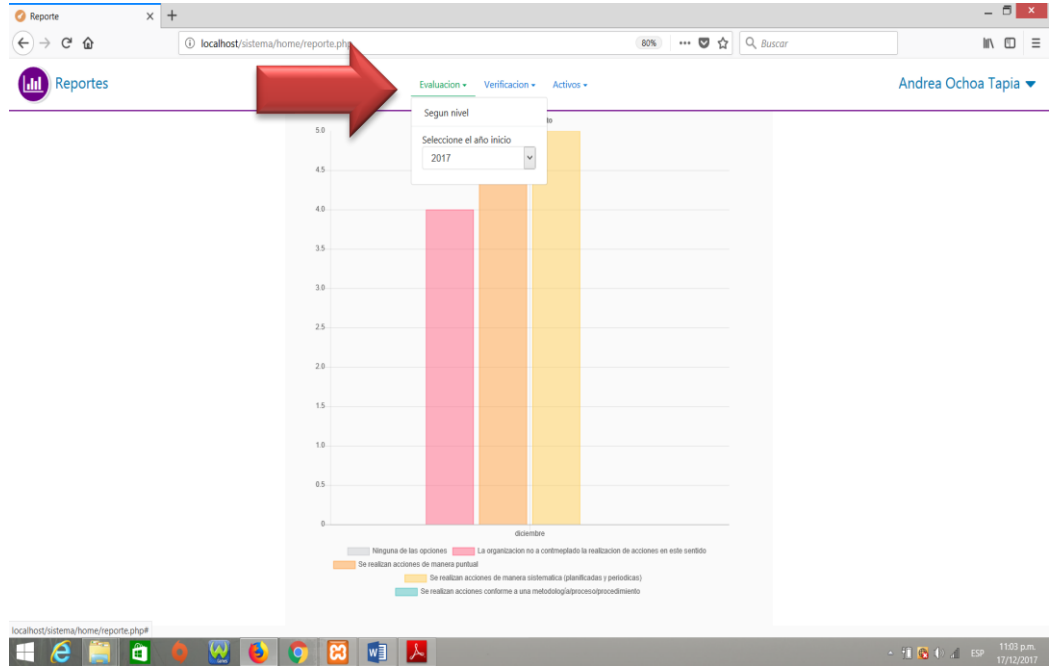 Reporte
localhost/sistema/home/reporte.php
80%
Buscar
Reportes
Evaluacion
Verificacion
Activos
Andrea Ochoa Tapia
Segun nivel
Seleccione el año inicio
2017
5.0
4.5
4.0
3.5
3.0
2.5
2.0
1.5
1.0
0.5
0
diciembre
Ninguna de las opciones La organizacion no a contmeplado la realizacion de acciones en este sentido
Se realizan acciones de manera puntual
Se realizan acciones de manera sistematica (planificadas y periodicas)
Se realizan acciones conforme a una metodología/proceso/procedimiento
localhost/sistema/home/reporte.php#
ESP
11:03 p.m.
17/12/2017